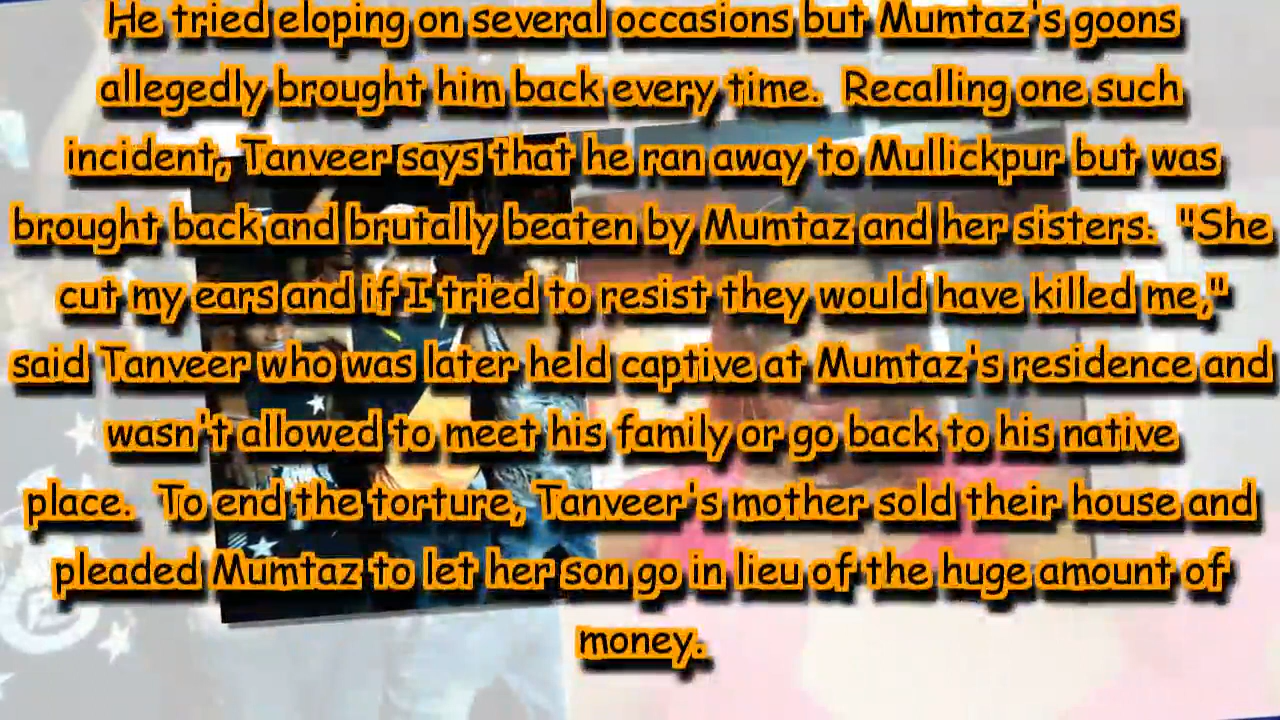 He tried eloping on several occasions but Mumtaz's goons
allegedly brought him back every time.  Recalling one such
incident, Tanveer says that he ran away to Mullickpur but was
brought back and brutally beaten by Mumtaz and her sisters.  "She
cut my ears and if I tried to resist they would have killed me,"
said Tanveer who was later held captive at Mumtaz's residence and
wasn't allowed to meet his family or go back to his native
place.  To end the torture, Tanveer's mother sold their house and
pleaded Mumtaz to let her son go in lieu of the huge amount of
money.